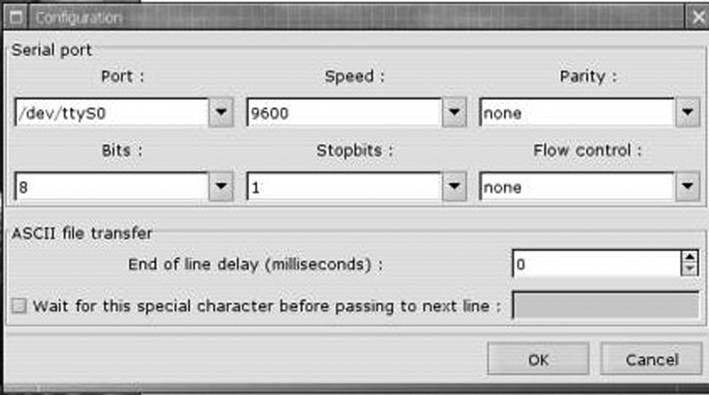 Configuration
Serial port
Port :
Speed :
Parity :
/dev/ttyS0
9600
none
Bits :
Stopbits :
Flow control :
8
1
none
ASCII file transfer
End of line delay (milliseconds) :
0
Wait for this special character before passing to next line :
OK
Cancel